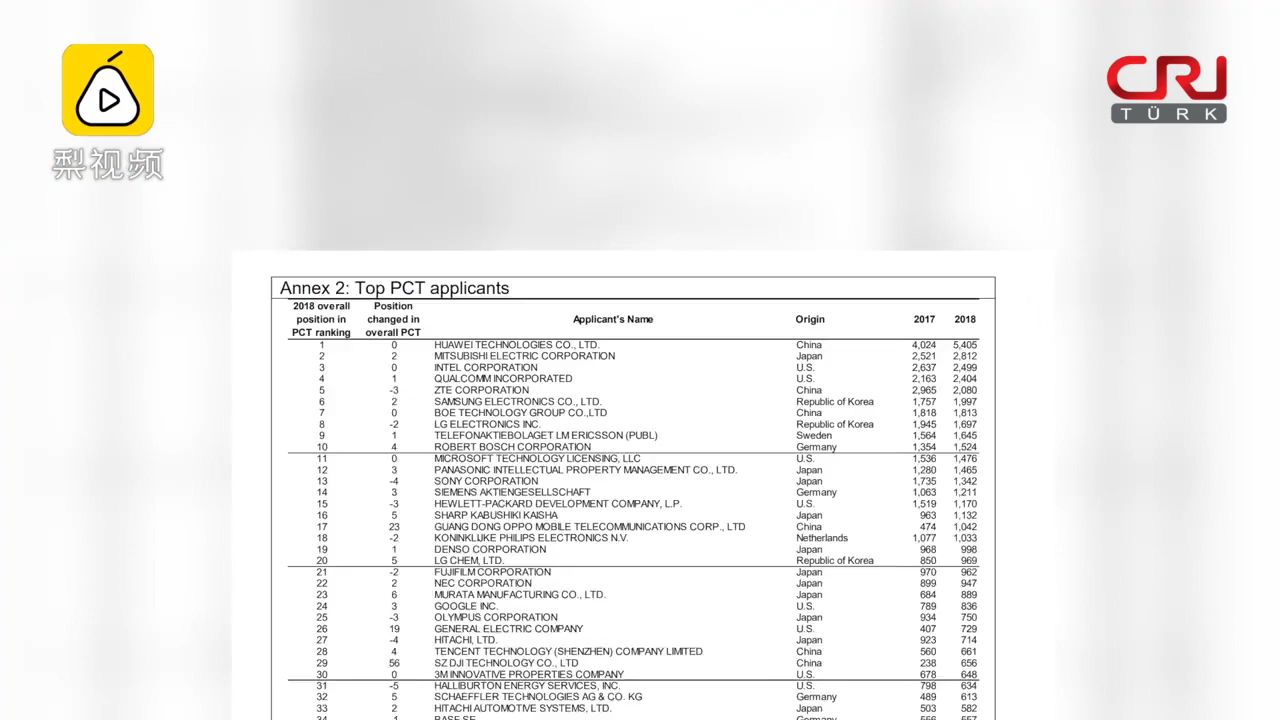 梨视频
CRI
TÜRK
Annex 2: Top PCT applicants
2018 overall position in PCT ranking Position changed in overall PCT Applicant's Name Origin 2017 2018
1 0 HUAWEI TECHNOLOGIES CO., LTD. China 4,024 5,405
2 2 MITSUBISHI ELECTRIC CORPORATION Japan 2,521 2,812
3 0 INTEL CORPORATION U.S. 2,637 2,499
4 1 QUALCOMM INCORPORATED U.S. 2,163 2,404
5 -3 ZTE CORPORATION China 2,965 2,080
6 2 SAMSUNG ELECTRONICS CO., LTD. Republic of Korea 1,757 1,997
7 0 BOE TECHNOLOGY GROUP CO.,LTD China 1,818 1,813
8 -2 LG ELECTRONICS INC. Republic of Korea 1,945 1,697
9 1 TELEFONAKTIEBOLAGET LM ERICSSON (PUBL) Sweden 1,564 1,645
10 4 ROBERT BOSCH CORPORATION Germany 1,354 1,524
11 0 MICROSOFT TECHNOLOGY LICENSING, LLC U.S. 1,536 1,476
12 3 PANASONIC INTELLECTUAL PROPERTY MANAGEMENT CO., LTD. Japan 1,280 1,465
13 -4 SONY CORPORATION Japan 1,735 1,342
14 3 SIEMENS AKTIENGESELLSCHAFT Germany 1,063 1,211
15 -3 HEWLETT-PACKARD DEVELOPMENT COMPANY, L.P. U.S. 1,519 1,170
16 5 SHARP KABUSHIKI KAISHA Japan 963 1,132
17 23 GUANG DONG OPPO MOBILE TELECOMMUNICATIONS CORP., LTD China 474 1,042
18 -2 KONINKLIJKE PHILIPS ELECTRONICS N.V. Netherlands 1,077 1,033
19 1 DENSO CORPORATION Japan 968 998
20 5 LG CHEM, LTD. Republic of Korea 850 969
21 -2 FUJIFILM CORPORATION Japan 970 962
22 2 NEC CORPORATION Japan 899 947
23 6 MURATA MANUFACTURING CO., LTD. Japan 684 889
24 3 GOOGLE INC. U.S. 789 836
25 -3 OLYMPUS CORPORATION Japan 934 750
26 19 GENERAL ELECTRIC COMPANY U.S. 407 729
27 -4 HITACHI, LTD. Japan 923 714
28 4 TENCENT TECHNOLOGY (SHENZHEN) COMPANY LIMITED China 560 661
29 56 SZ DJI TECHNOLOGY CO., LTD China 238 656
30 0 3M INNOVATIVE PROPERTIES COMPANY U.S. 678 648
31 -5 HALLIBURTON ENERGY SERVICES, INC. U.S. 798 634
32 5 SCHAEFFLER TECHNOLOGIES AG & CO. KG Germany 489 613
33 2 HITACHI AUTOMOTIVE SYSTEMS, LTD. Japan 503 582
34 BASF SE Germany 556 557